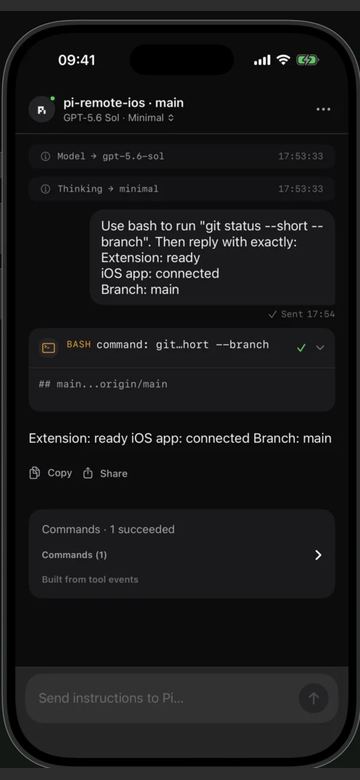 09:41
pi-remote-ios · main
GPT-5.6 Sol · Minimal
Model → gpt-5.6-sol 17:53:33
Thinking → minimal 17:53:33
Use bash to run "git status --short --
branch". Then reply with exactly:
Extension: ready
iOS app: connected
Branch: main
Sent 17:54
BASH command: git…hort --branch
## main...origin/main
Extension: ready iOS app: connected Branch: main
Copy Share
Commands · 1 succeeded
Commands (1)
Built from tool events
Send instructions to Pi...